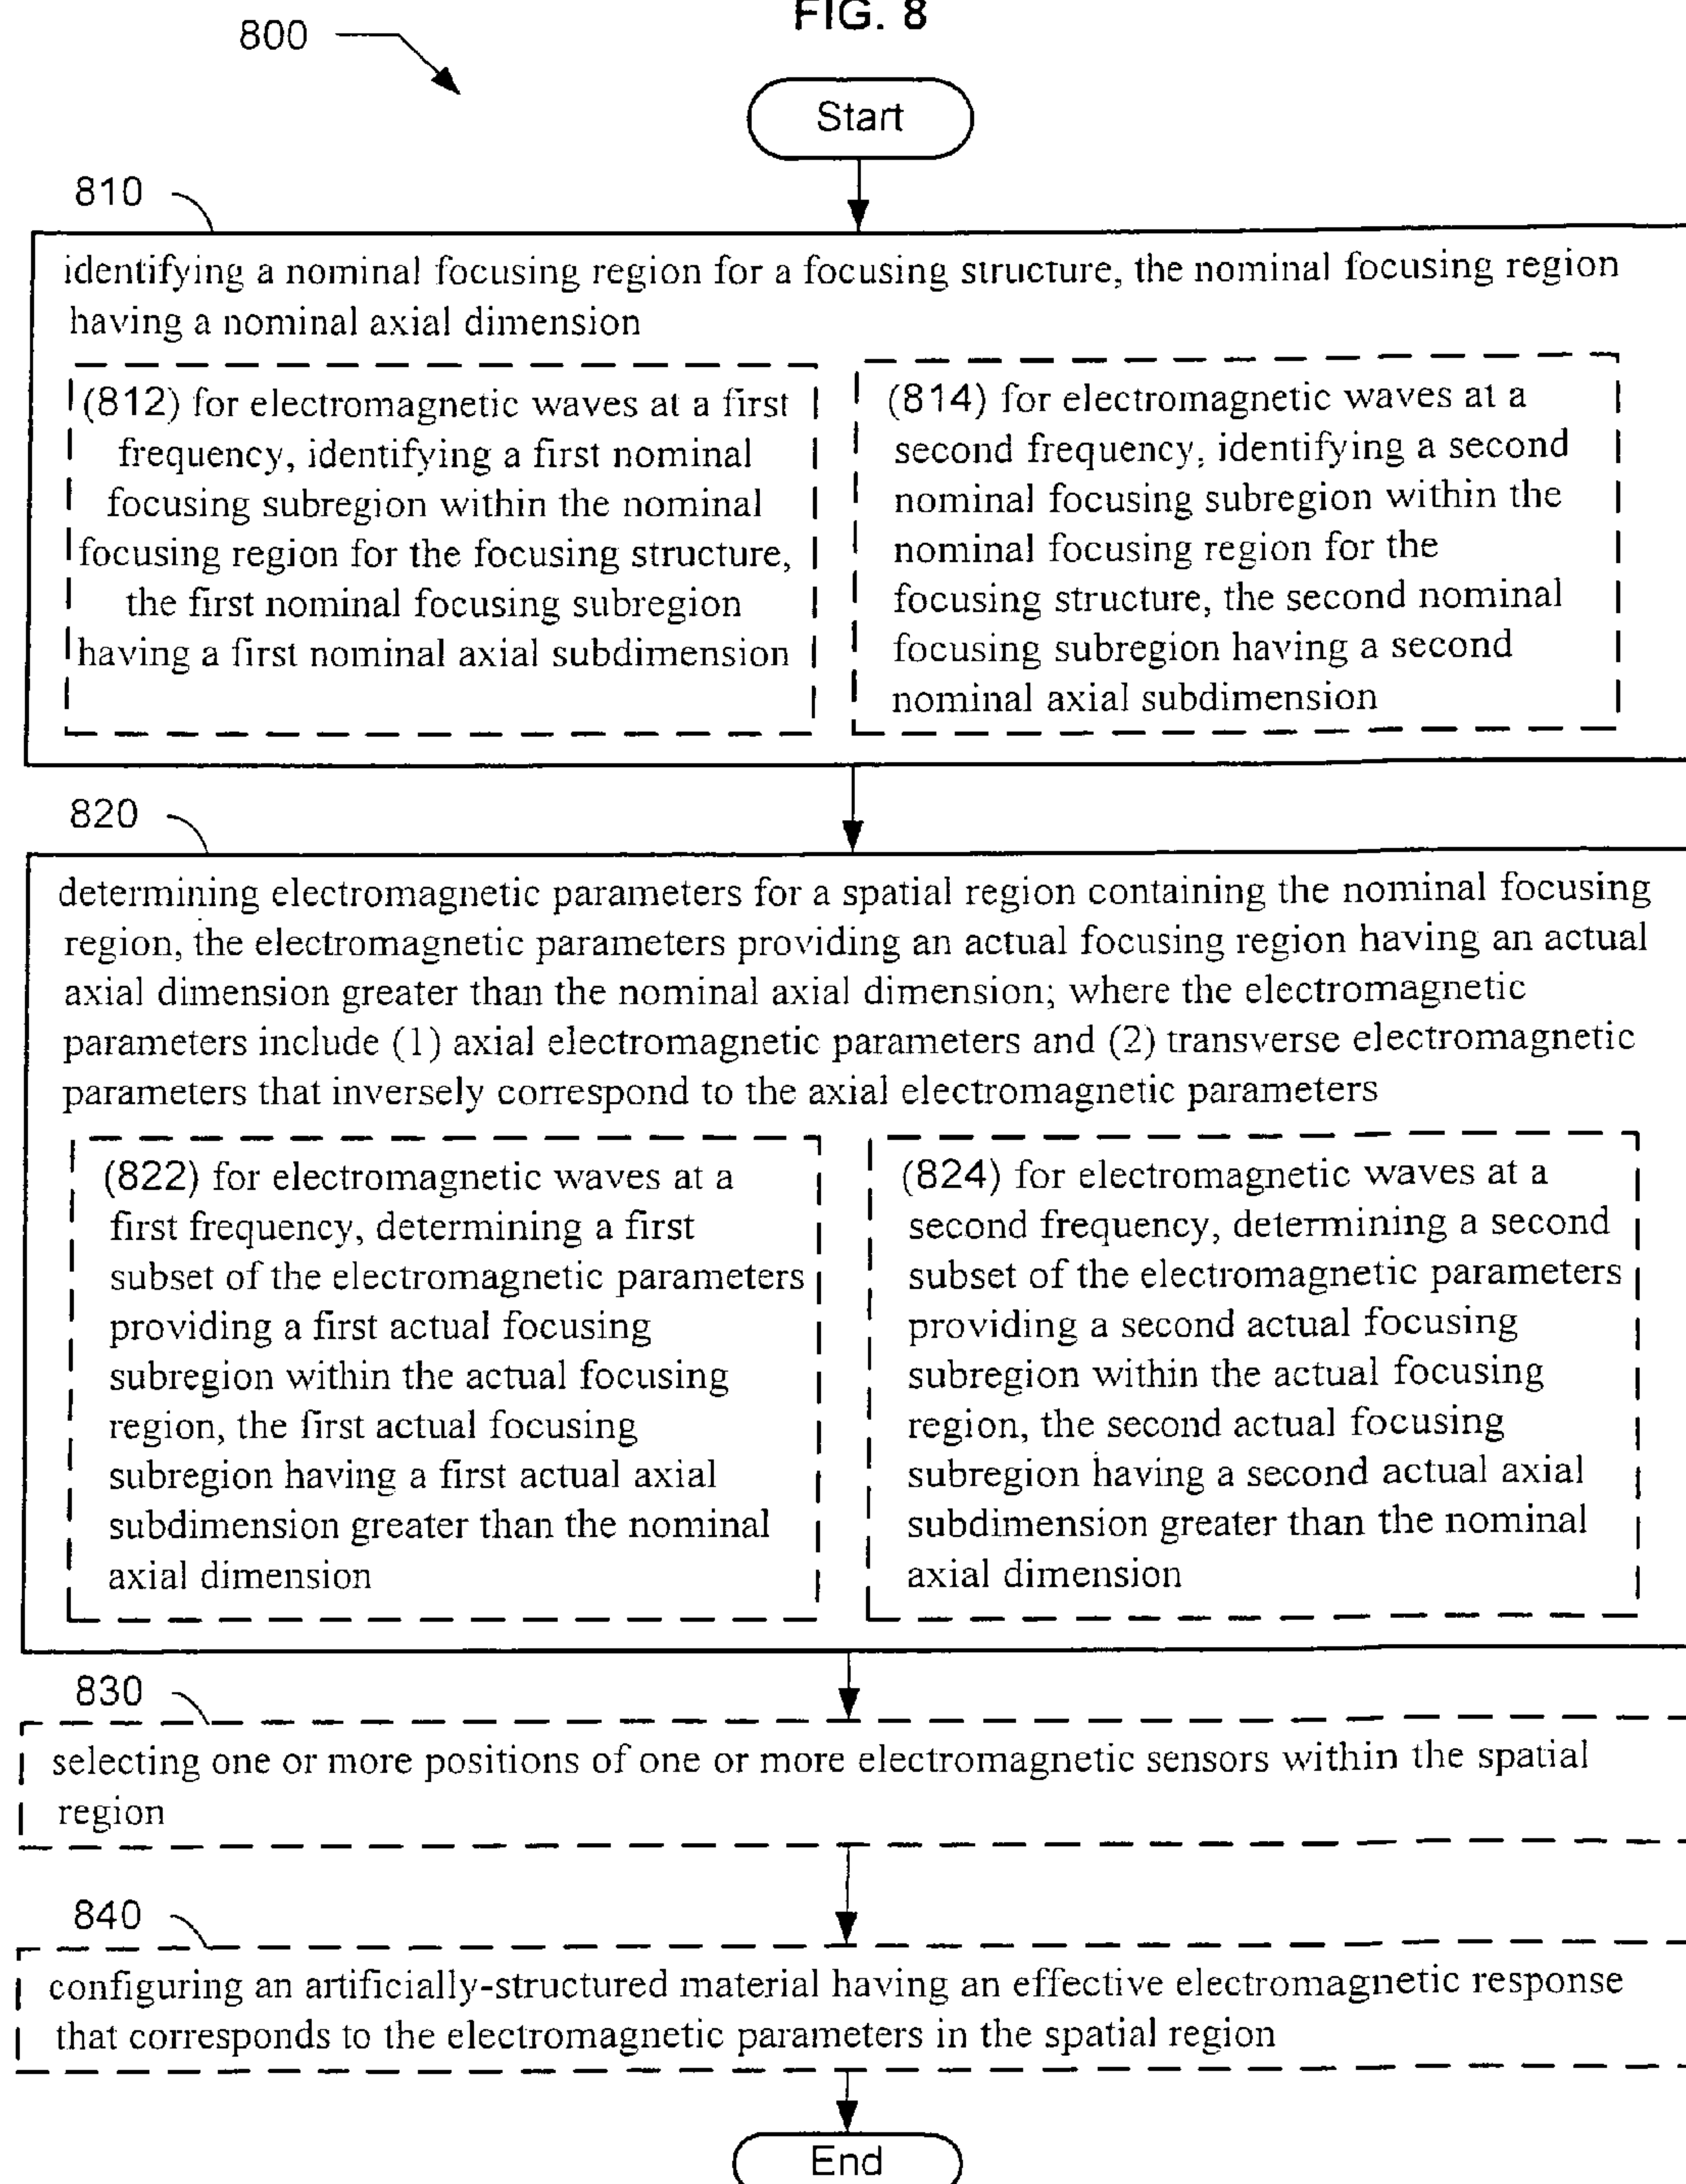 FIG. 8
800
Start
810
identifying a nominal focusing region for a focusing structure, the nominal focusing region
having a nominal axial dimension
(812) for electromagnetic waves at a first
frequency, identifying a first nominal
focusing subregion within the nominal
focusing region for the focusing structure,
the first nominal focusing subregion
having a first nominal axial subdimension
(814) for electromagnetic waves at a
second frequency, identifying a second
nominal focusing subregion within the
nominal focusing region for the
focusing structure, the second nominal
focusing subregion having a second
nominal axial subdimension
820
determining electromagnetic parameters for a spatial region containing the nominal focusing
region, the electromagnetic parameters providing an actual focusing region having an actual
axial dimension greater than the nominal axial dimension; where the electromagnetic
parameters include (1) axial electromagnetic parameters and (2) transverse electromagnetic
parameters that inversely correspond to the axial electromagnetic parameters
(822) for electromagnetic waves at a
first frequency, determining a first
subset of the electromagnetic parameters
providing a first actual focusing
subregion within the actual focusing
region, the first actual focusing
subregion having a first actual axial
subdimension greater than the nominal
axial dimension
(824) for electromagnetic waves at a
second frequency, determining a second
subset of the electromagnetic parameters
providing a second actual focusing
subregion within the actual focusing
region, the second actual focusing
subregion having a second actual axial
subdimension greater than the nominal
axial dimension
830
selecting one or more positions of one or more electromagnetic sensors within the spatial
region
840
configuring an artificially-structured material having an effective electromagnetic response
that corresponds to the electromagnetic parameters in the spatial region
End